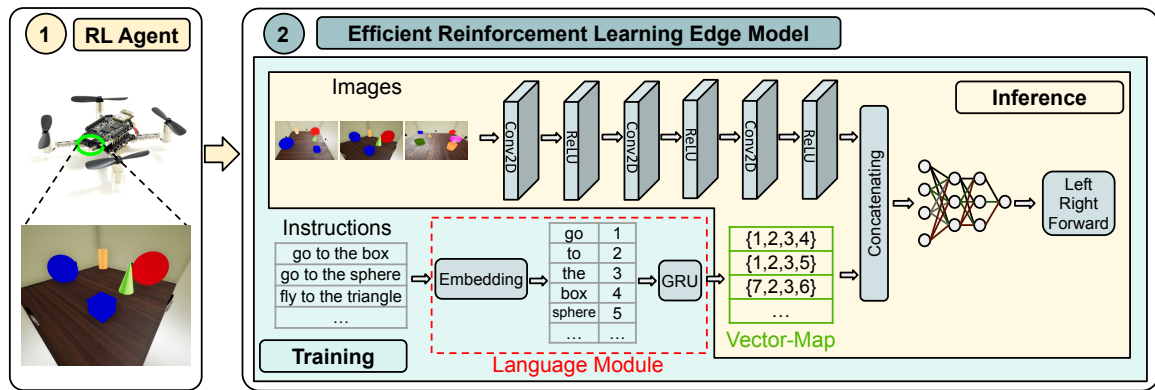 1
RL Agent
2
Efficient Reinforcement Learning Edge Model
Images
Inference
Conv2D
ReLU
Conv2D
ReLU
Conv2D
ReLU
Concatenating
Left
Right
Forward
Instructions
go to the box
go to the sphere
fly to the triangle
...
Embedding
go 1
to 2
the 3
box 4
sphere 5
... ...
GRU
{1,2,3,4}
{1,2,3,5}
{7,2,3,6}
...
Vector-Map
Training
Language Module